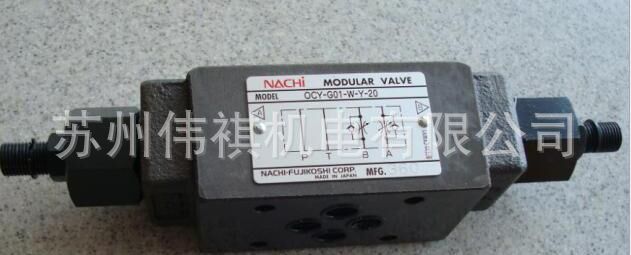 NACHi MODULAR VALVE
MODEL OCY-G01-W-Y-20
A B
苏州伟祺机电有限公司
P T B A
NACHI-FUJIKOSHI CORP.
MADE IN JAPAN
MFG.